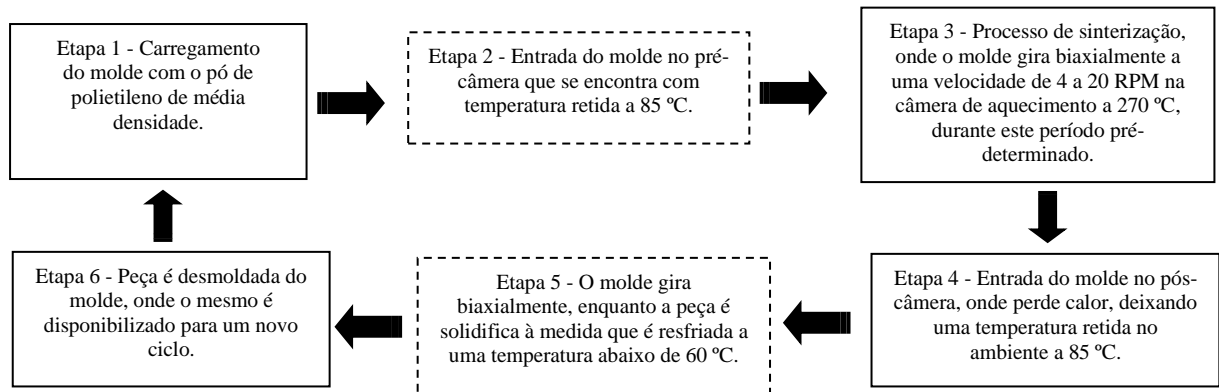 Etapa 1 - Carregamento
do molde com o pó de
polietileno de média
densidade.
Etapa 2 - Entrada do molde no pré-
câmera que se encontra com
temperatura retida a 85 ºC.
Etapa 3 - Processo de sinterização,
onde o molde gira biaxialmente a
uma velocidade de 4 a 20 RPM na
câmera de aquecimento a 270 ºC,
durante este período pré-
determinado.
Etapa 4 - Entrada do molde no pós-
câmera, onde perde calor, deixando
uma temperatura retida no
ambiente a 85 ºC.
Etapa 5 - O molde gira
biaxialmente, enquanto a peça é
solidifica à medida que é resfriada a
uma temperatura abaixo de 60 ºC.
Etapa 6 - Peça é desmoldada do
molde, onde o mesmo é
disponibilizado para um novo
ciclo.